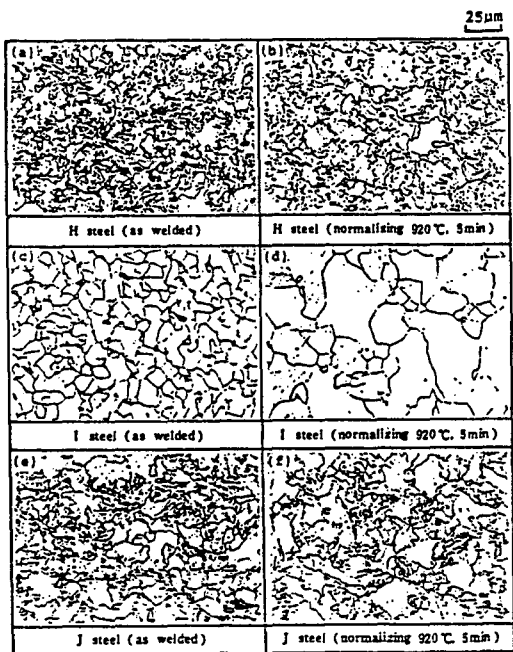 25μm
(a)
(b)
H steel (as welded)
H steel (normalizing 920℃, 5min)
(c)
(d)
I steel (as welded)
I steel (normalizing 920℃, 5min)
(e)
(f)
J steel (as welded)
J steel (normalizing 920℃, 5min)